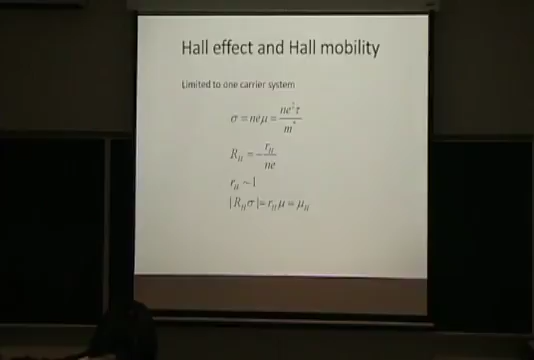 Hall effect and Hall mobility
Limited to one carrier system
σ = neμ = ne²τ / m*
R_H = - r_H / ne
r_H ~ 1
|R_H σ| = r_H μ = μ_H